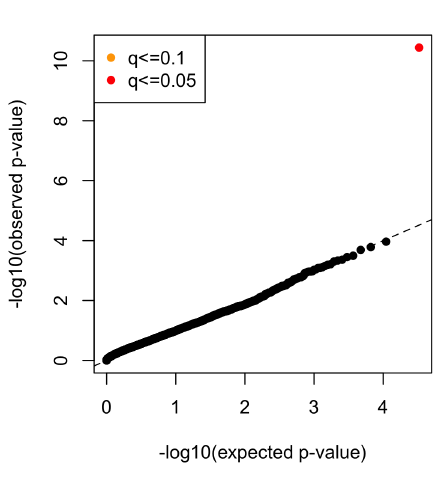 q<=0.1
q<=0.05
-log10(observed p-value)
10
8
6
4
2
0
0 1 2 3 4
-log10(expected p-value)